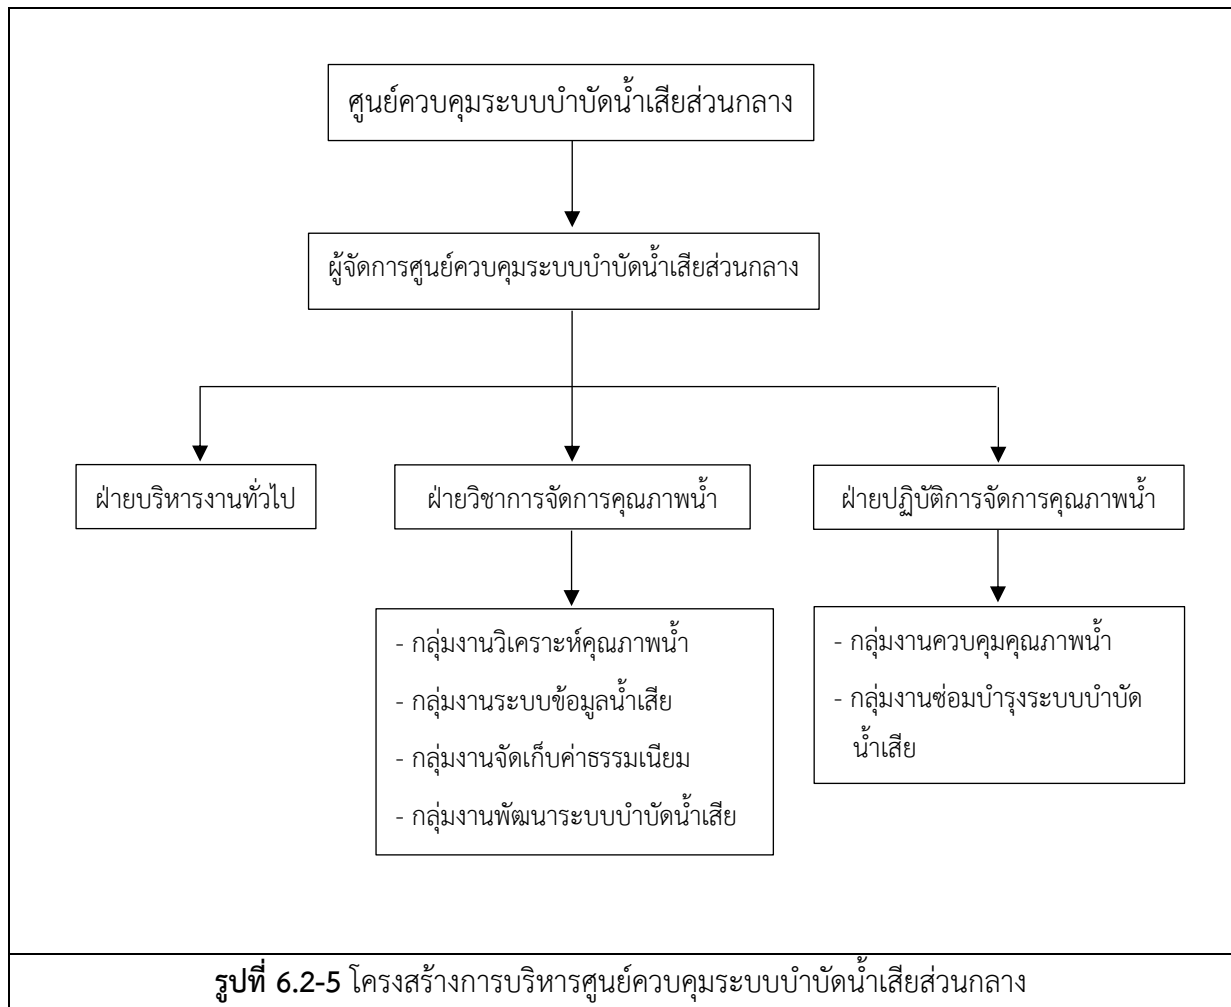 ศูนย์ควบคุมระบบบำบัดน้ำเสียส่วนกลาง
ผู้จัดการศูนย์ควบคุมระบบบำบัดน้ำเสียส่วนกลาง
ฝ่ายบริหารงานทั่วไป
ฝ่ายวิชาการจัดการคุณภาพน้ำ
ฝ่ายปฏิบัติการจัดการคุณภาพน้ำ
- กลุ่มงานวิเคราะห์คุณภาพน้ำ
- กลุ่มงานระบบข้อมูลน้ำเสีย
- กลุ่มงานจัดเก็บค่าธรรมเนียม
- กลุ่มงานพัฒนาระบบบำบัดน้ำเสีย
- กลุ่มงานควบคุมคุณภาพน้ำ
- กลุ่มงานซ่อมบำรุงระบบบำบัด
น้ำเสีย
รูปที่ 6.2-5 โครงสร้างการบริหารศูนย์ควบคุมระบบบำบัดน้ำเสียส่วนกลาง